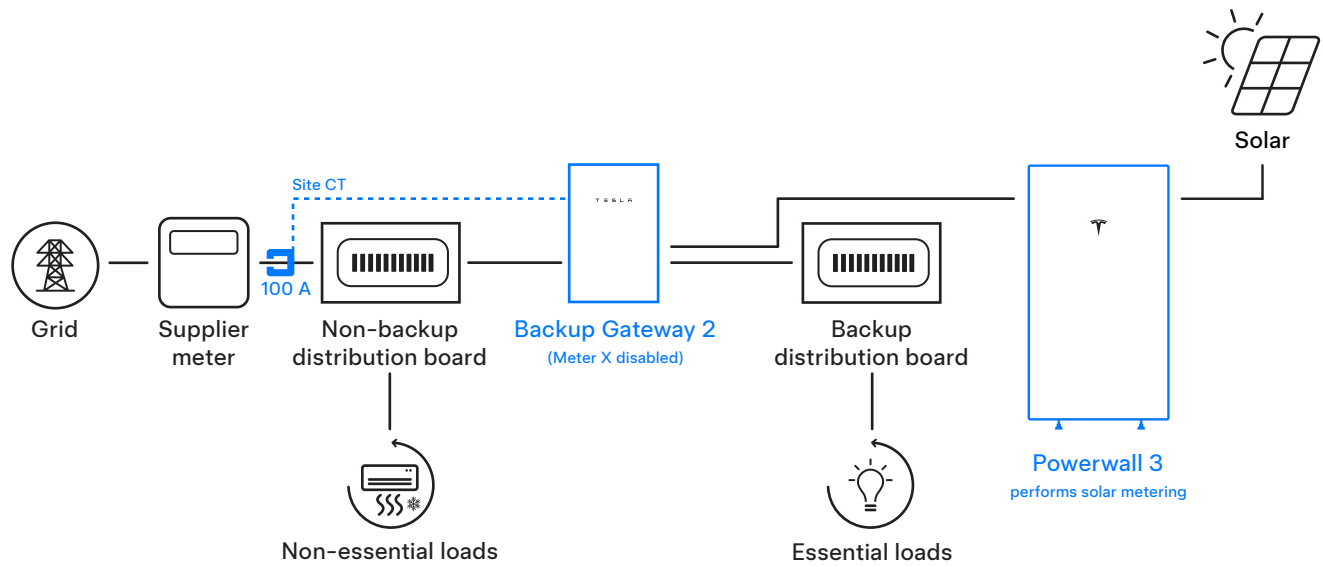 Solar
Site CT
TESLA
100 A
Grid
Supplier
meter
Non-backup
distribution board
Backup Gateway 2
(Meter X disabled)
Backup
distribution board
Powerwall 3
performs solar metering
Non-essential loads
Essential loads